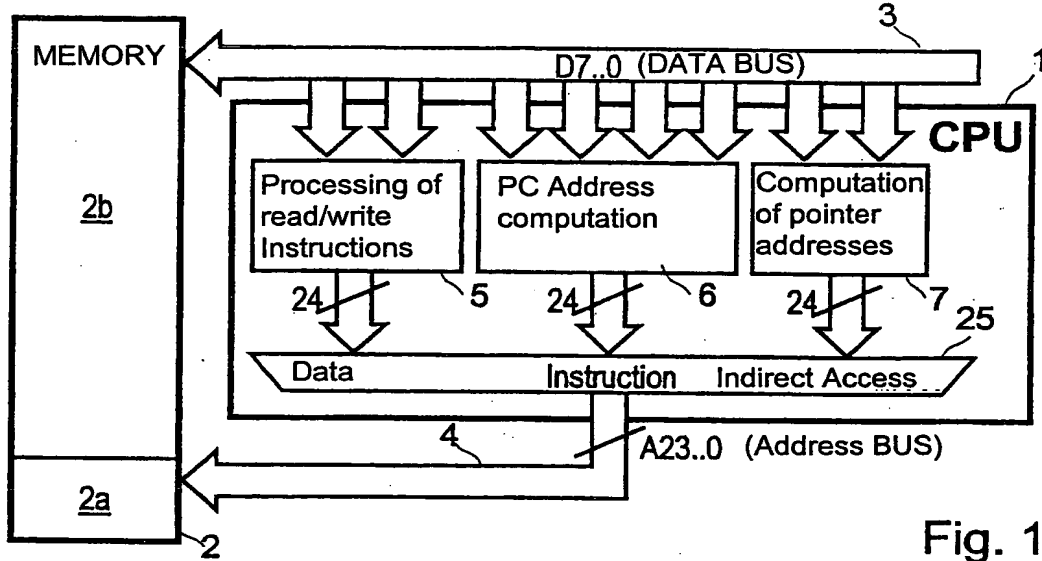 3
MEMORY
D7..0 (DATA BUS)
1
CPU
2b
Processing of
read/write
Instructions
PC Address
computation
Computation
of pointer
addresses
24
5
24
6
24
7
25
Data
Instruction
Indirect Access
4
A23..0 (Address BUS)
2a
2
Fig. 1